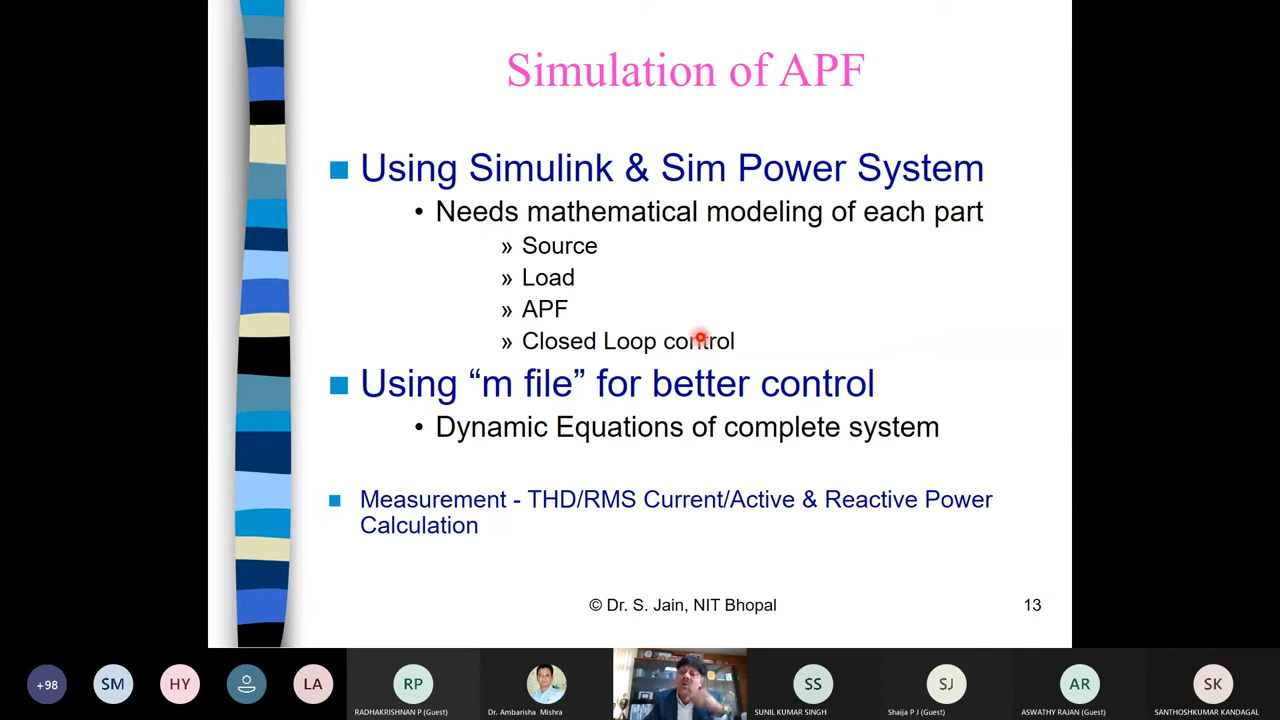 Simulation of APF
Using Simulink & Sim Power System
• Needs mathematical modeling of each part
» Source
» Load
» APF
» Closed Loop control
Using “m file” for better control
• Dynamic Equations of complete system
Measurement - THD/RMS Current/Active & Reactive Power
Calculation
© Dr. S. Jain, NIT Bhopal
13
+98
SM
HY
LA
RP
SS
SJ
AR
SK
RADHAKRISHNAN P (Guest)
Dr. Ambarisha Mishra
SUNIL KUMAR SINGH
Shaija P J (Guest)
ASWATHY RAJAN (Guest)
SANTHOSHKUMAR KANDAGAL